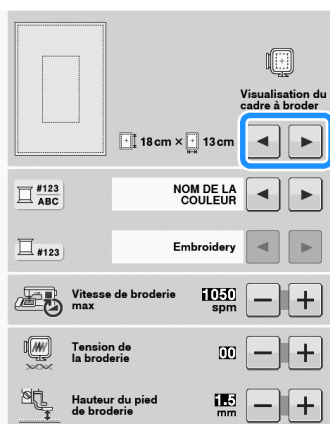 Visualisation du
cadre à broder
18 cm × 13 cm
#123
ABC
NOM DE LA
COULEUR
#123
Embroidery
Vitesse de broderie
max
1050
spm
Tension de
la broderie
00
Hauteur du pied
de broderie
1.5
mm